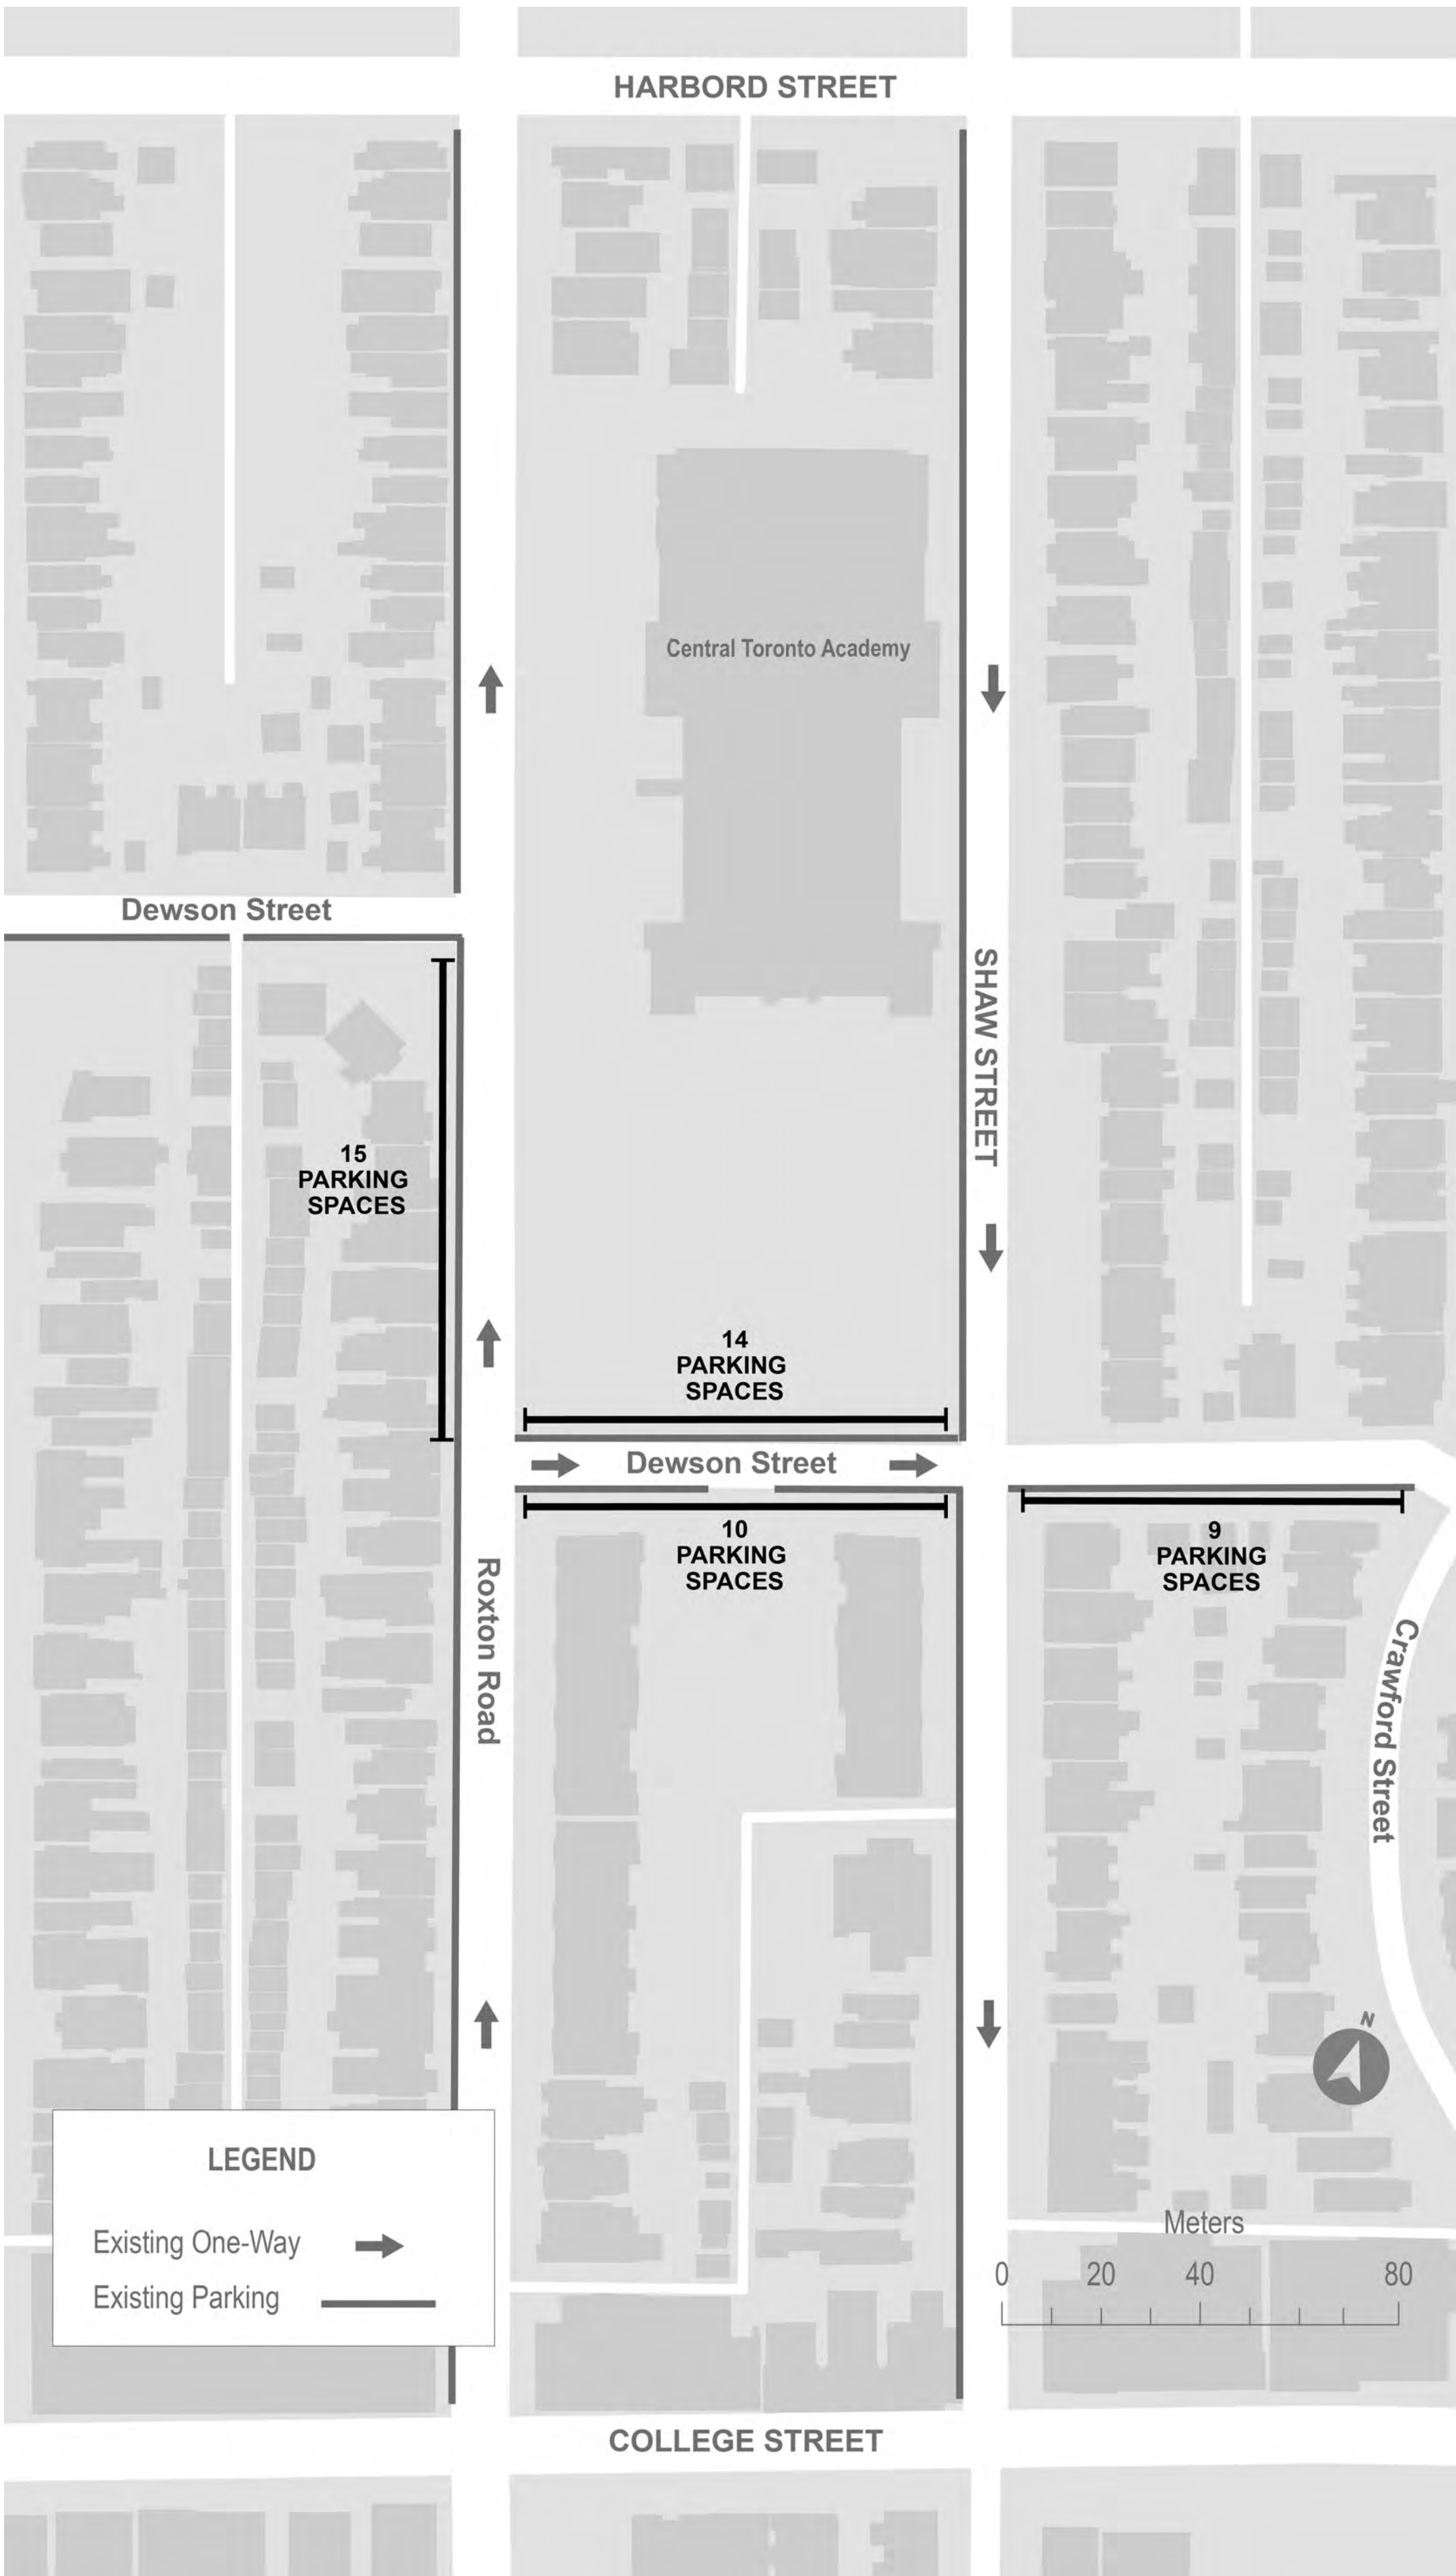 HARBORD STREET
Central Toronto Academy
Dewson Street
SHAW STREET
15
PARKING
SPACES
14
PARKING
SPACES
Dewson Street
10
PARKING
SPACES
9
PARKING
SPACES
Roxton Road
Crawford Street
N
LEGEND
Existing One-Way
Existing Parking
Meters
0 20 40 80
COLLEGE STREET